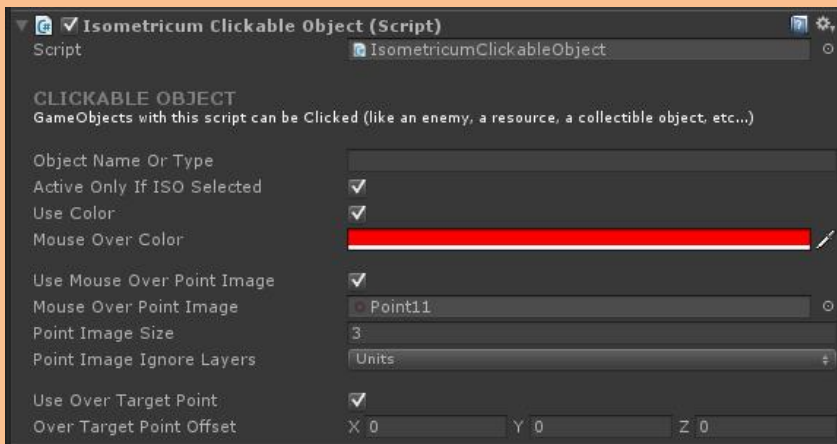 Isometricum Clickable Object (Script)
Script IsometricumClickableObject
CLICKABLE OBJECT
GameObjects with this script can be Clicked (like an enemy, a resource, a collectible object, etc...)
Object Name Or Type
Active Only If ISO Selected
Use Color
Mouse Over Color
Use Mouse Over Point Image
Mouse Over Point Image Point11
Point Image Size 3
Point Image Ignore Layers Units
Use Over Target Point
Over Target Point Offset X 0 Y 0 Z 0